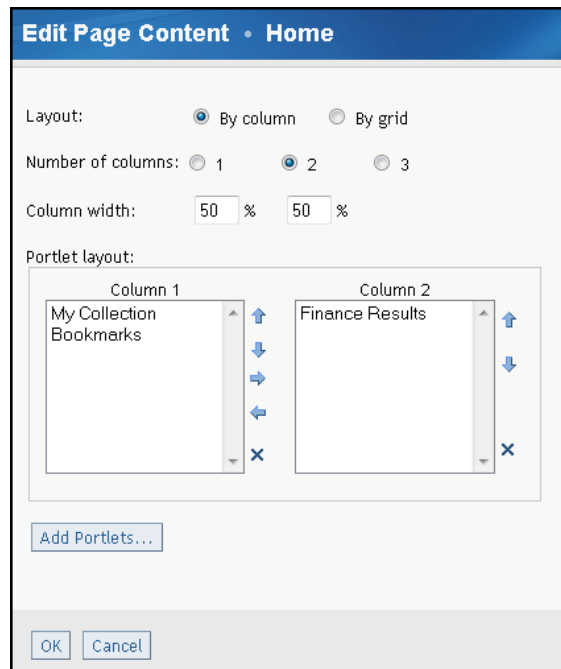 Edit Page Content • Home
Layout: By column By grid
Number of columns: 1 2 3
Column width: 50 % 50 %
Portlet layout:
Column 1 Column 2
My Collection Finance Results
Bookmarks
Add Portlets...
OK Cancel